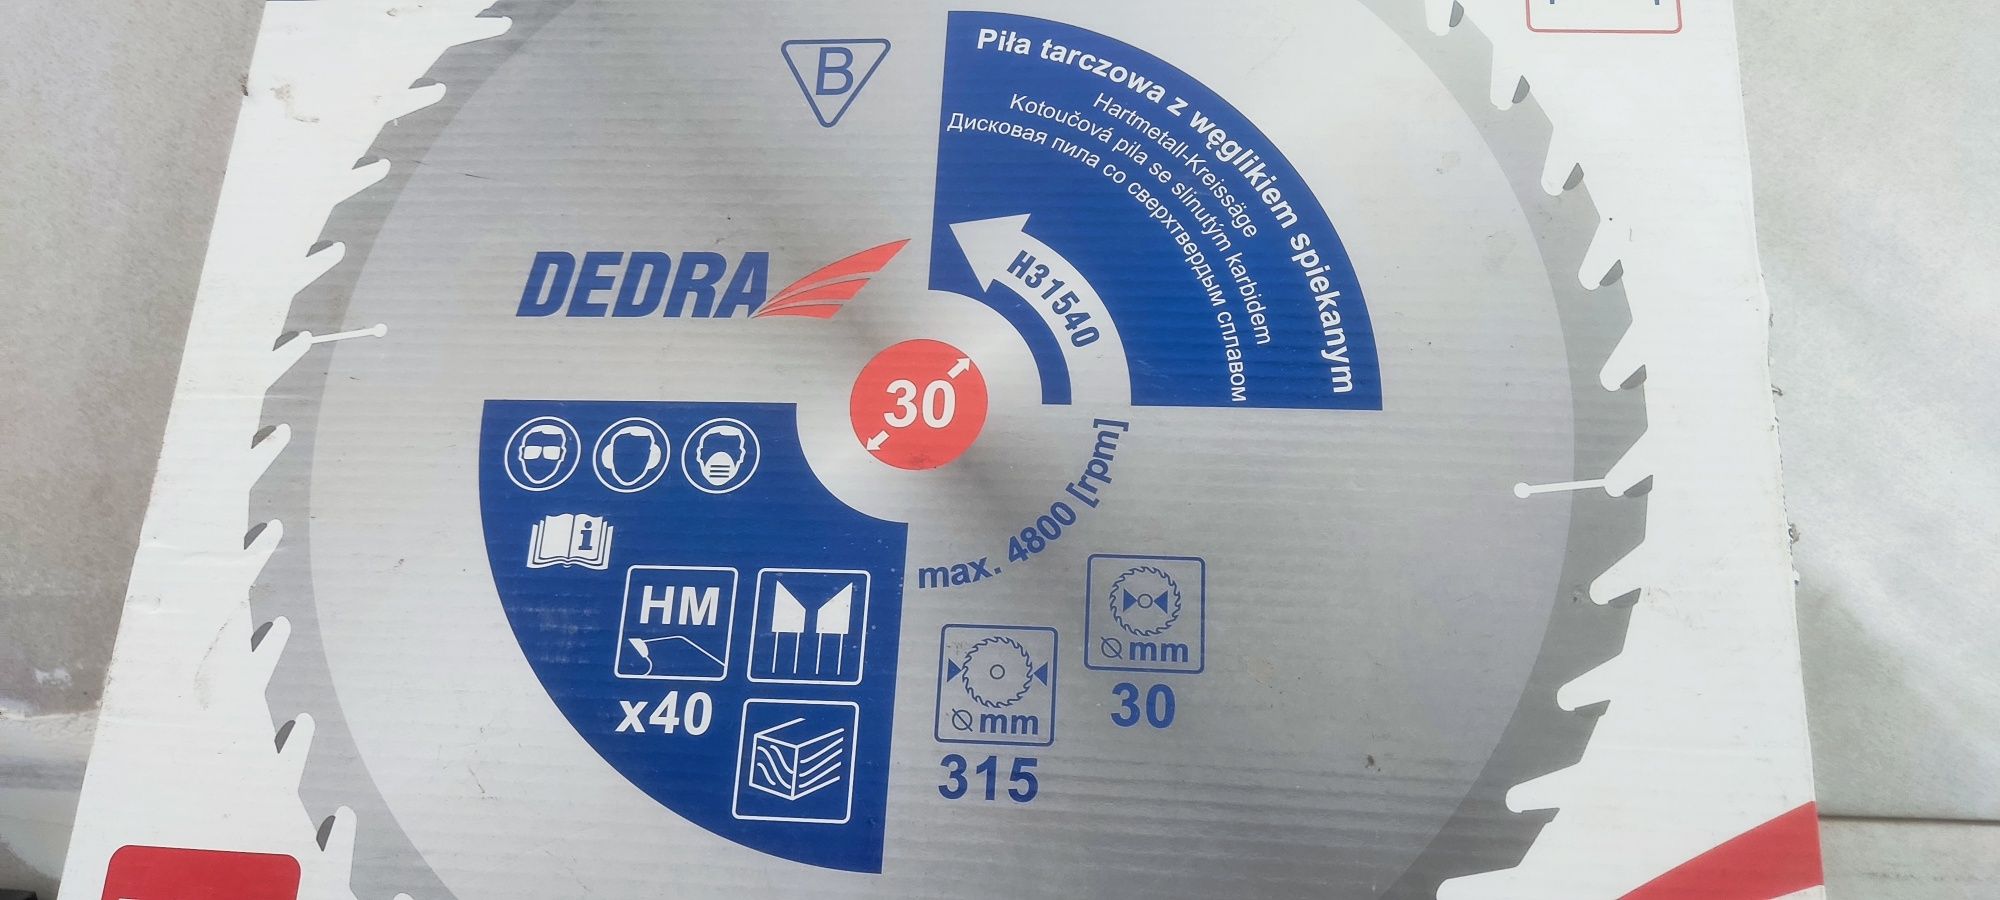 B
Piła tarczowa z węglikiem spiekanym
Hartmetall-Kreissäge
Kotoučová pila se slinutým karbidem
Дисковая пила со сверхтвердым сплавом
H31540
DEDRA
30
max. 4800 [rpm]
i
HM
x40
Ø mm
315
Ø mm
30